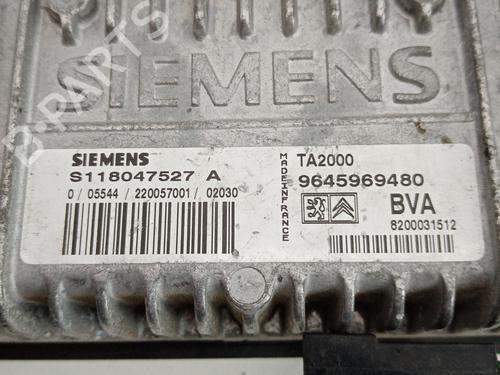 SIEMENS
SIEMENS
S118047527 A
0 / 05544 / 220057001 / 02030
MADE IN FRANCE
TA2000
9645969480
BVA
8200031512
B-PARTS